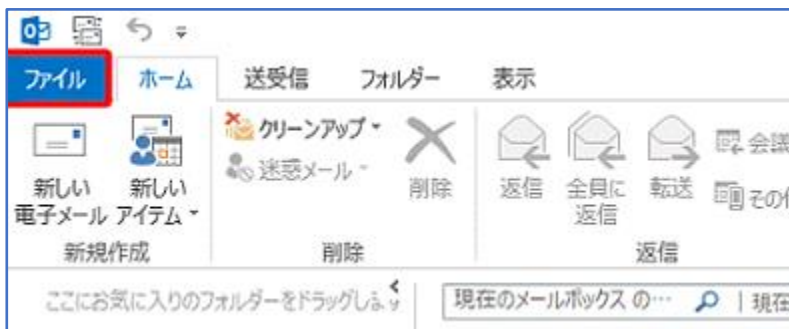 ファイル ホーム 送受信 フォルダー 表示
クリーンアップ
迷惑メール
新しい 電子メール
新しい アイテム
削除
返信
全員に 返信
転送
会議
新規作成 削除 返信
ここにお気に入りのフォルダーをドラッグしま
現在のメールボックス の… 現在